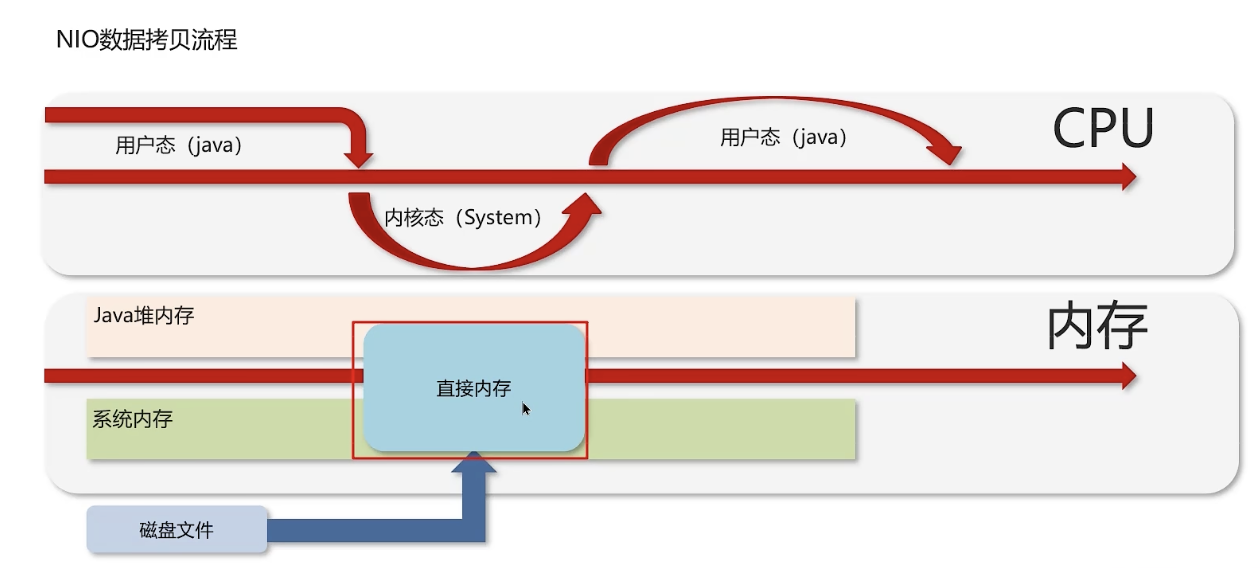 NIO数据拷贝流程
CPU
用户态（java）
用户态（java）
内核态（System）
Java堆内存
内存
直接内存
系统内存
磁盘文件